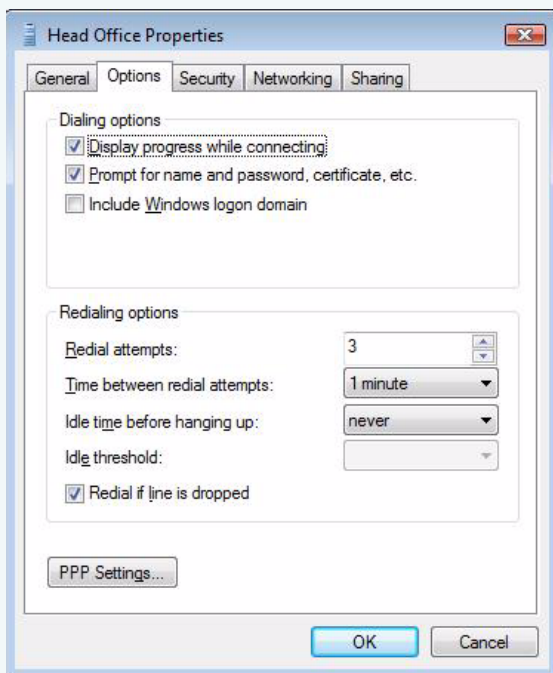 Head Office Properties
General Options Security Networking Sharing
Dialing options
Display progress while connecting
Prompt for name and password, certificate, etc.
Include Windows logon domain
Redialing options
Redial attempts: 3
Time between redial attempts: 1 minute
Idle time before hanging up: never
Idle threshold:
Redial if line is dropped
PPP Settings...
OK Cancel